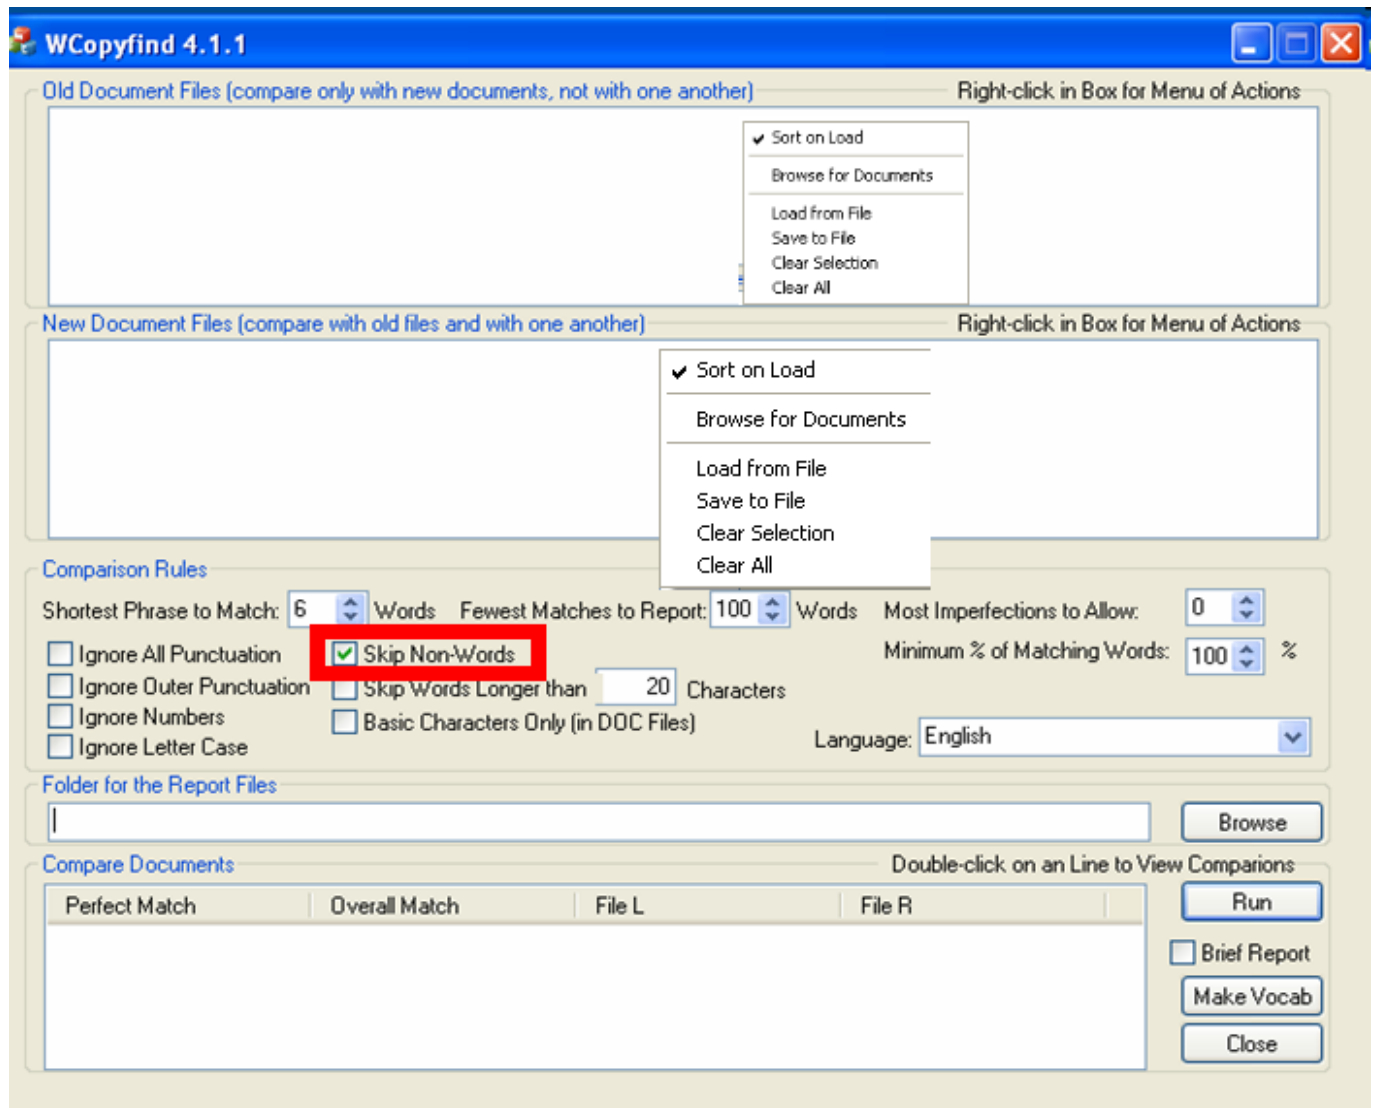 WCopyfind 4.1.1
Old Document Files (compare only with new documents, not with one another) Right-click in Box for Menu of Actions
Sort on Load
Browse for Documents
Load from File
Save to File
Clear Selection
Clear All
New Document Files (compare with old files and with one another) Right-click in Box for Menu of Actions
Sort on Load
Browse for Documents
Load from File
Save to File
Clear Selection
Clear All
Comparison Rules
Shortest Phrase to Match: 6 Words Fewest Matches to Report: 100 Words Most Imperfections to Allow: 0
Ignore All Punctuation Skip Non-Words Minimum % of Matching Words: 100 %
Ignore Outer Punctuation Skip Words Longer than 20 Characters
Ignore Numbers Basic Characters Only (in DOC Files)
Ignore Letter Case Language: English
Folder for the Report Files
Browse
Compare Documents Double-click on an Line to View Comparions
Perfect Match Overall Match File L File R Run
Brief Report
Make Vocab
Close